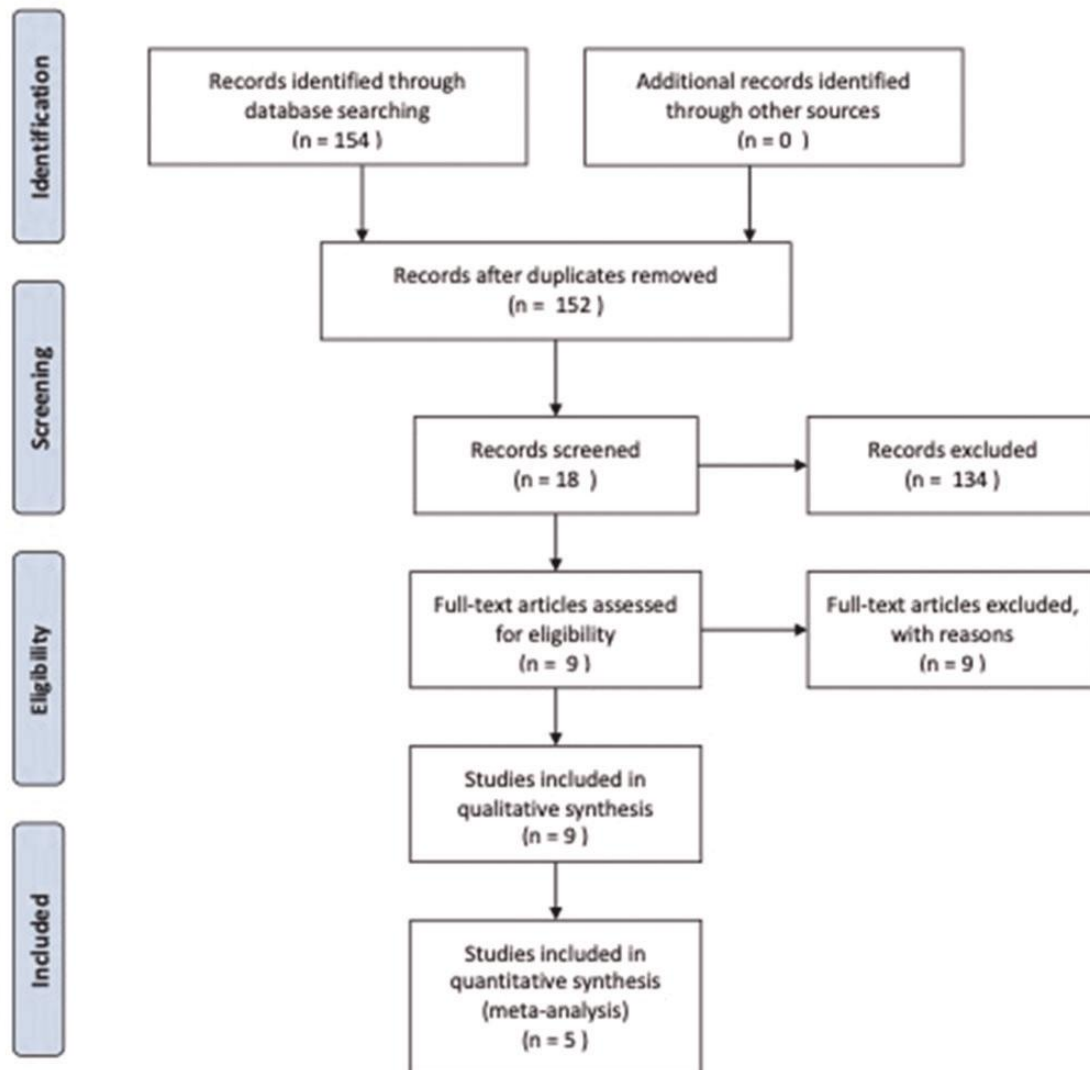 Identification
Records identified through
database searching
(n = 154 )
Additional records identified
through other sources
(n = 0 )
Records after duplicates removed
(n = 152 )
Screening
Records screened
(n = 18 )
Records excluded
(n = 134 )
Eligibility
Full-text articles assessed
for eligibility
(n = 9 )
Full-text articles excluded,
with reasons
(n = 9 )
Studies included in
qualitative synthesis
(n = 9 )
Included
Studies included in
quantitative synthesis
(meta-analysis)
(n = 5 )